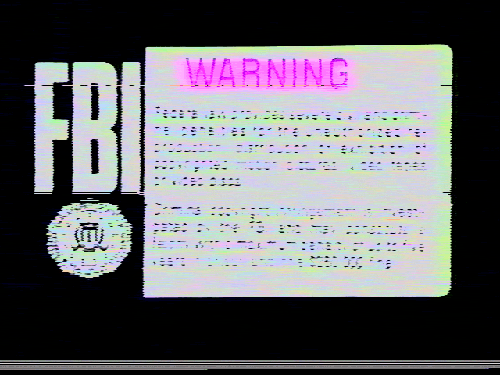 FBI
WARNING
Federal law provides severe civil and crimi-
nal penalties for the unauthorized rep-
roduction, distribution or exhibition of
copyrighted motion pictures, video tapes
or video discs.
Criminal copyright infringement is investi-
gated by the FBI and may constitute a
felony with a maximum penalty of up to five
years in prison and/or a $250,000 fine.